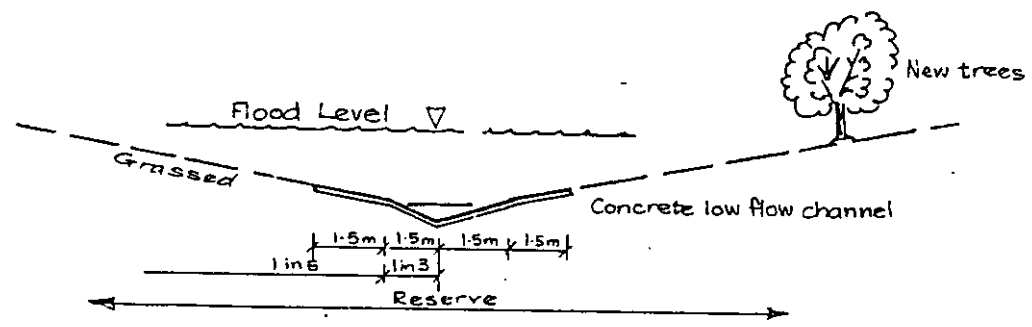 New trees
Flood Level
Grassed
Concrete low flow channel
1.5m 1.5m 1.5m 1.5m
1 in 6 1 in 3
Reserve